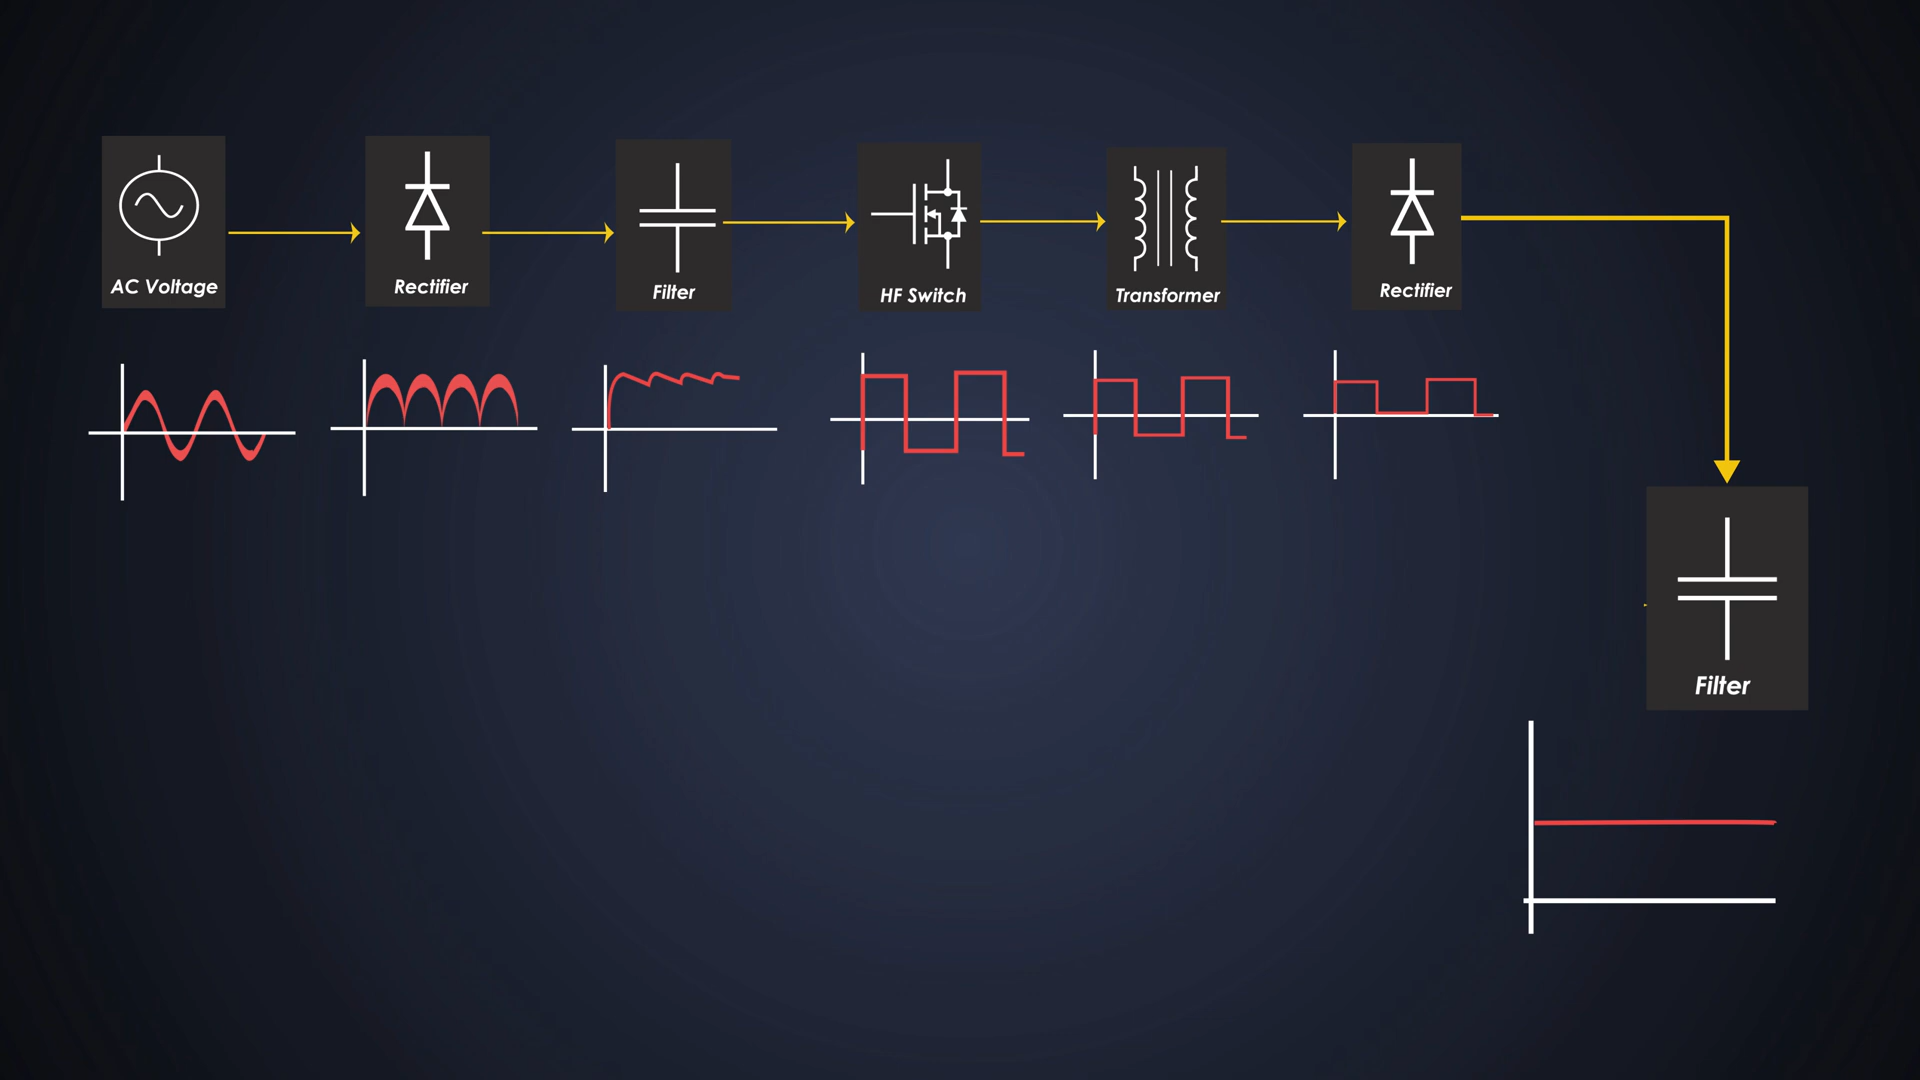 AC Voltage
Rectifier
Filter
HF Switch
Transformer
Rectifier
Filter